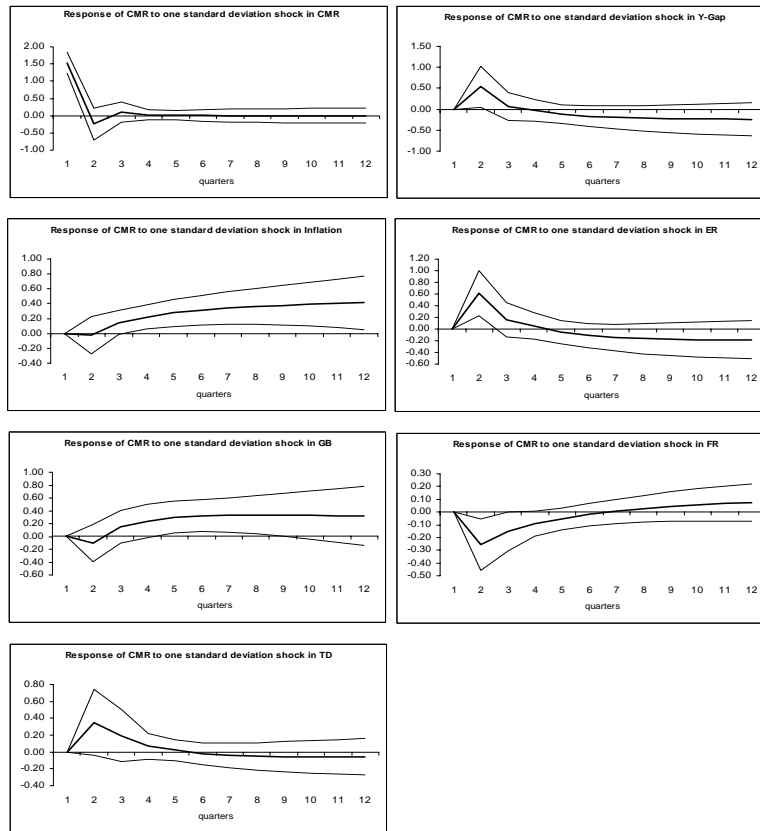 Response of CMR to one standard deviation shock in CMR
2.00
1.50
1.00
0.50
0.00
-0.50
-1.00
1 2 3 4 5 6 7 8 9 10 11 12
quarters
Response of CMR to one standard deviation shock in Y-Gap
1.50
1.00
0.50
0.00
-0.50
-1.00
1 2 3 4 5 6 7 8 9 10 11 12
quarters
Response of CMR to one standard deviation shock in Inflation
1.00
0.80
0.60
0.40
0.20
0.00
-0.20
-0.40
1 2 3 4 5 6 7 8 9 10 11 12
quarters
Response of CMR to one standard deviation shock in ER
1.20
1.00
0.80
0.60
0.40
0.20
0.00
-0.20
-0.40
-0.60
1 2 3 4 5 6 7 8 9 10 11 12
quarters
Response of CMR to one standard deviation shock in GB
1.00
0.80
0.60
0.40
0.20
0.00
-0.20
-0.40
-0.60
1 2 3 4 5 6 7 8 9 10 11 12
quarters
Response of CMR to one standard deviation shock in FR
0.30
0.20
0.10
0.00
-0.10
-0.20
-0.30
-0.40
-0.50
1 2 3 4 5 6 7 8 9 10 11 12
quarters
Response of CMR to one standard deviation shock in TD
0.80
0.60
0.40
0.20
0.00
-0.20
-0.40
1 2 3 4 5 6 7 8 9 10 11 12
quarters